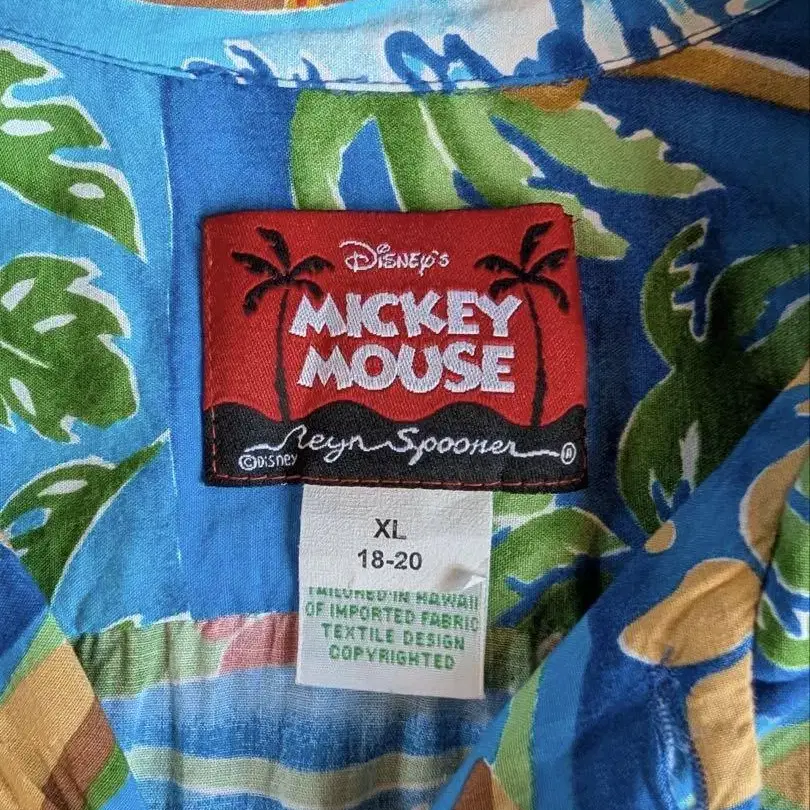 DISNEY'S
MICKEY
MOUSE
Reyn Spooner ®
©DISNEY
XL
18-20
TAILORED IN HAWAII
OF IMPORTED FABRIC
TEXTILE DESIGN
COPYRIGHTED